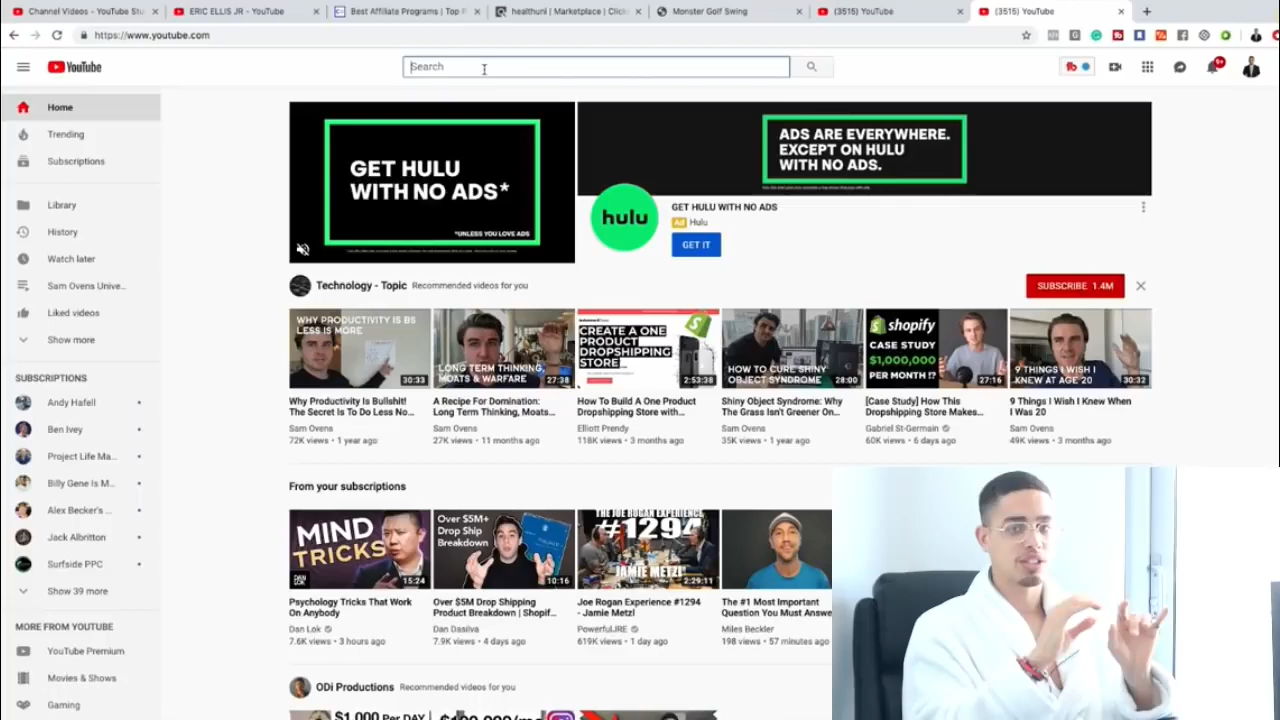 Channel Videos - YouTube Stu
ERIC ELLIS JR - YouTube
Best Affiliate Programs | Top P
healthuni | Marketplace | Click
Monster Golf Swing
(3515) YouTube
(3515) YouTube
https://www.youtube.com
YouTube
Search
9+
Home
Trending
Subscriptions
Library
History
Watch later
Sam Ovens Unive...
Liked videos
Show more
SUBSCRIPTIONS
Andy Hafell
Ben Ivey
Project Life Ma...
Billy Gene Is M...
Alex Becker's ...
Jack Albritton
Surfside PPC
Show 39 more
MORE FROM YOUTUBE
YouTube Premium
Movies & Shows
Gaming
GET HULU
WITH NO ADS*
*UNLESS YOU LOVE ADS
ADS ARE EVERYWHERE.
EXCEPT ON HULU
WITH NO ADS.
hulu
GET HULU WITH NO ADS
Ad Hulu
GET IT
Technology - Topic Recommended videos for you
SUBSCRIBE 1.4M
WHY PRODUCTIVITY IS BS
LESS IS MORE
30:33
LONG TERM THINKING,
MOATS & WARFARE
27:38
CREATE A ONE
PRODUCT
DROPSHIPPING
STORE
2:53:38
HOW TO CURE SHINY
OBJECT SYNDROME
28:00
shopify
CASE STUDY
$1,000,000
PER MONTH !?
27:16
9 THINGS I WISH I
KNEW AT AGE 20
30:32
Why Productivity Is Bullshit!
The Secret Is To Do Less No...
Sam Ovens
72K views • 1 year ago
A Recipe For Domination:
Long Term Thinking, Moats...
Sam Ovens
27K views • 11 months ago
How To Build A One Product
Dropshipping Store with...
Elliott Prendy
118K views • 3 months ago
Shiny Object Syndrome: Why
The Grass Isn't Greener On...
Sam Ovens
35K views • 1 year ago
[Case Study] How This
Dropshipping Store Makes...
Gabriel St-Germain
60K views • 6 days ago
9 Things I Wish I Knew When
I Was 20
Sam Ovens
49K views • 3 months ago
From your subscriptions
MIND
TRICKS
DAN
LOK
15:24
Over $5M+
Drop Ship
Breakdown
10:16
THE JOE ROGAN EXPERIENCE
#1294
JAMIE METZL
2:29:11
Psychology Tricks That Work
On Anybody
Dan Lok
7.6K views • 3 hours ago
Over $5M Drop Shipping
Product Breakdown | Shopif...
Dan Dasilva
7.9K views • 4 days ago
Joe Rogan Experience #1294
- Jamie Metzl
PowerfulJRE
619K views • 1 day ago
The #1 Most Important
Question You Must Answe
Miles Beckler
198 views • 57 minutes ago
ODi Productions Recommended videos for you
$1,000 Per DAY